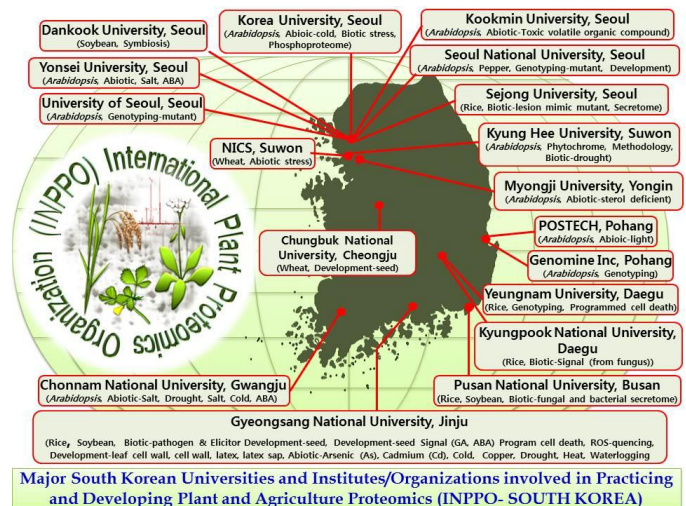 Korea University, Seoul
(Arabidopsis, Abioic-cold, Biotic stress,
Phosphoproteome)
Kookmin University, Seoul
(Arabidopsis, Abiotic-Toxic volatile organic compound)
Dankook University, Seoul
(Soybean, Symbiosis)
Seoul National University, Seoul
(Arabidopsis, Pepper, Genotyping-mutant, Development)
Yonsei University, Seoul
(Arabidopsis, Abiotic, Salt, ABA)
Sejong University, Seoul
(Rice, Biotic-lesion mimic mutant, Secretome)
University of Seoul, Seoul
(Arabidopsis, Genotyping-mutant)
Kyung Hee University, Suwon
(Arabidopsis, Phytochrome, Methodology,
Biotic-drought)
NICS, Suwon
(Wheat, Abiotic stress)
Myongji University, Yongin
(Arabidopsis, Abiotic-sterol deficient)
(INPPO) International Plant Proteomics Organization
POSTECH, Pohang
(Arabidopsis, Abioic-light)
Chungbuk National
University, Cheongju
(Wheat, Development-seed)
Genomine Inc, Pohang
(Arabidopsis, Genotyping)
Yeungnam University, Daegu
(Rice, Genotyping, Programmed cell death)
Kyungpook National University,
Daegu
(Rice, Biotic-Signal (from fungus))
Chonnam National University, Gwangju
(Arabidopsis, Abiotic-Salt, Drought, Salt, Cold, ABA)
Pusan National University, Busan
(Rice, Soybean, Biotic-fungal and bacterial secretome)
Gyeongsang National University, Jinju
(Rice, Soybean, Biotic-pathogen & Elicitor Development-seed, Development-seed Signal (GA, ABA) Program cell death, ROS-quencing,
Development-leaf cell wall, cell wall, latex, latex sap, Abiotic-Arsenic (As), Cadmium (Cd), Cold, Copper, Drought, Heat, Waterlogging
Major South Korean Universities and Institutes/Organizations involved in Practicing
and Developing Plant and Agriculture Proteomics (INPPO- SOUTH KOREA)